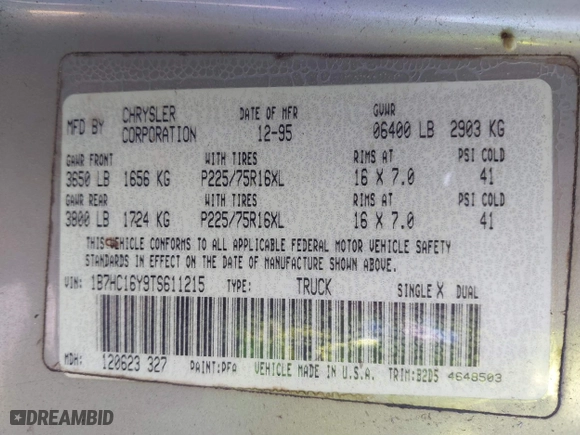 MFD BY CHRYSLER CORPORATION DATE OF MFR 12-95 GVWR 06400 LB 2903 KG
GAWR FRONT WITH TIRES RIMS AT PSI COLD
3650 LB 1656 KG P225/75R16XL 16 X 7.0 41
GAWR REAR WITH TIRES RIMS AT PSI COLD
3800 LB 1724 KG P225/75R16XL 16 X 7.0 41
THIS VEHICLE CONFORMS TO ALL APPLICABLE FEDERAL MOTOR VEHICLE SAFETY
STANDARDS IN EFFECT ON THE DATE OF MANUFACTURE SHOWN ABOVE.
VIN: 1B7HC16Y9TS611215 TYPE: TRUCK SINGLE X DUAL
MDH: 120623 327 PAINT: PFA VEHICLE MADE IN U.S.A. TRIM: B2D5 4648503
DREAMBID